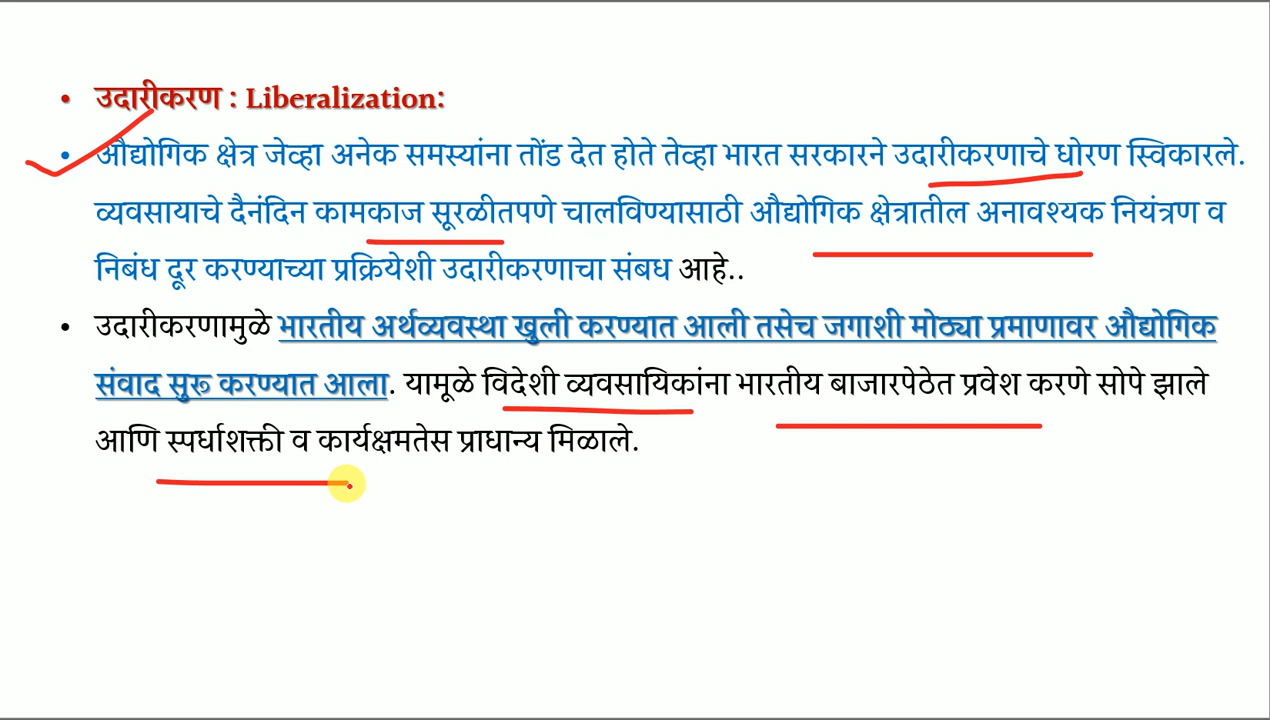 • उदारीकरण : Liberalization:
• औद्योगिक क्षेत्र जेव्हा अनेक समस्यांना तोंड देत होते तेव्हा भारत सरकारने उदारीकरणाचे धोरण स्विकारले.
व्यवसायाचे दैनंदिन कामकाज सूरळीतपणे चालविण्यासाठी औद्योगिक क्षेत्रातील अनावश्यक नियंत्रण व
निबंध दूर करण्याच्या प्रक्रियेशी उदारीकरणाचा संबध आहे..
• उदारीकरणामुळे भारतीय अर्थव्यवस्था खुली करण्यात आली तसेच जगाशी मोठ्या प्रमाणावर औद्योगिक
संवाद सुरू करण्यात आला. यामूळे विदेशी व्यवसायिकांना भारतीय बाजारपेठेत प्रवेश करणे सोपे झाले
आणि स्पर्धाशक्ती व कार्यक्षमतेस प्राधान्य मिळाले.